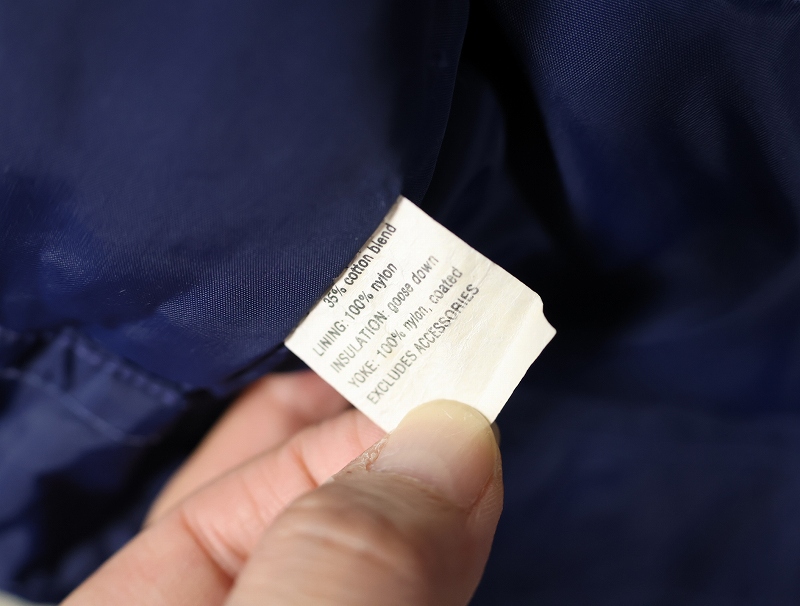 35% cotton blend
LINING: 100% nylon
INSULATION: goose down
YOKE: 100% nylon, coated
EXCLUDES ACCESSORIES